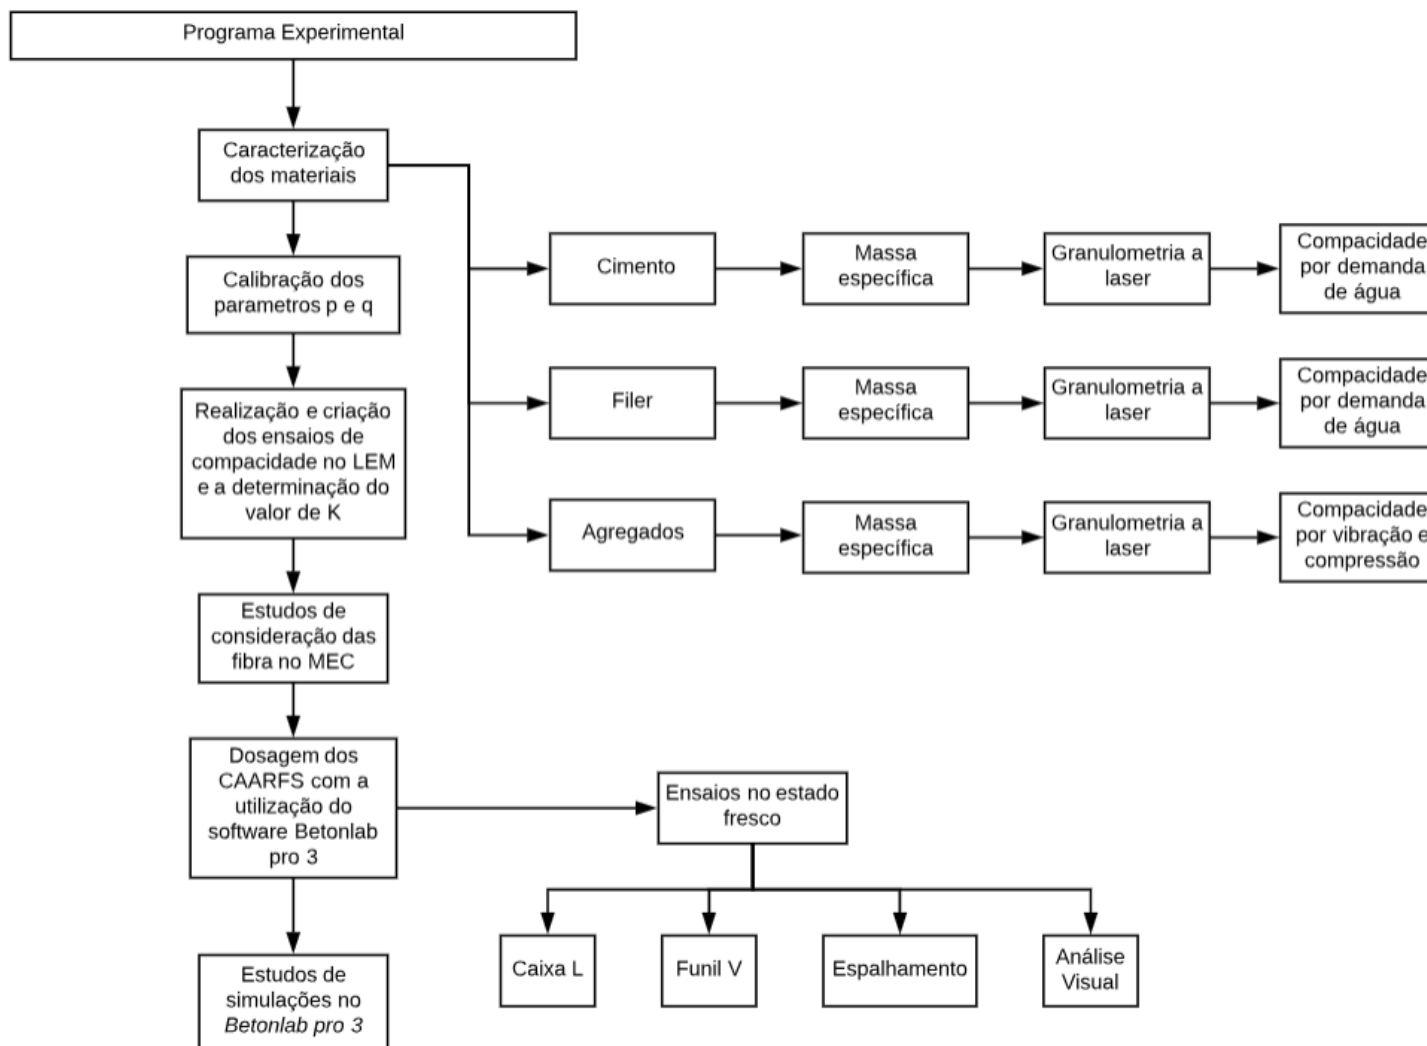 Programa Experimental
Caracterização
dos materiais
Calibração dos
parametros p e q
Realização e criação
dos ensaios de
compacidade no LEM
e a determinação do
valor de K
Estudos de
consideração das
fibra no MEC
Dosagem dos
CAARFS com a
utilização do
software Betonlab
pro 3
Estudos de
simulações no
Betonlab pro 3
Cimento
Massa
específica
Granulometria a
laser
Compacidade
por demanda
de água
Filer
Massa
específica
Granulometria a
laser
Compacidade
por demanda
de água
Agregados
Massa
específica
Granulometria a
laser
Compacidade
por vibração e
compressão
Ensaios no estado
fresco
Caixa L
Funil V
Espalhamento
Análise
Visual